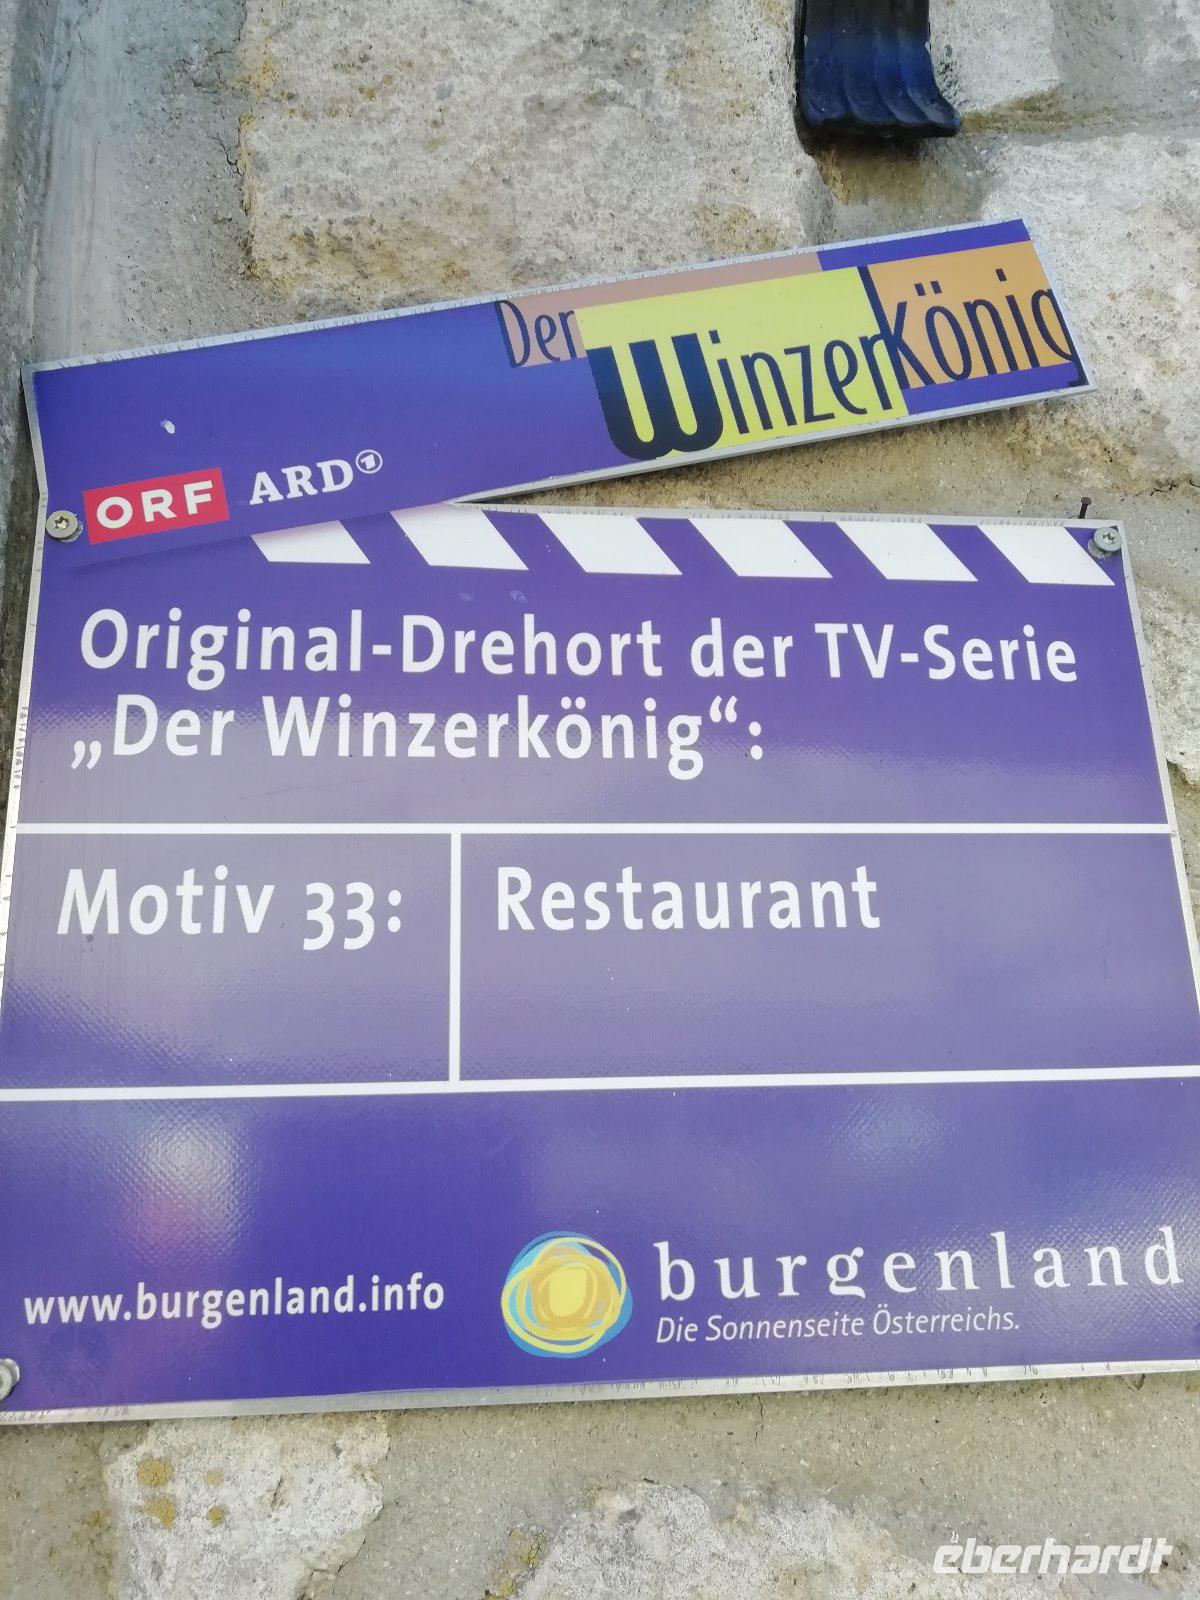 Der
Winzerkönig
ORF ARD 1
Original-Drehort der TV-Serie
„Der Winzerkönig“:
Motiv 33: Restaurant
www.burgenland.info
burgenland
Die Sonnenseite Österreichs.
eberhardt